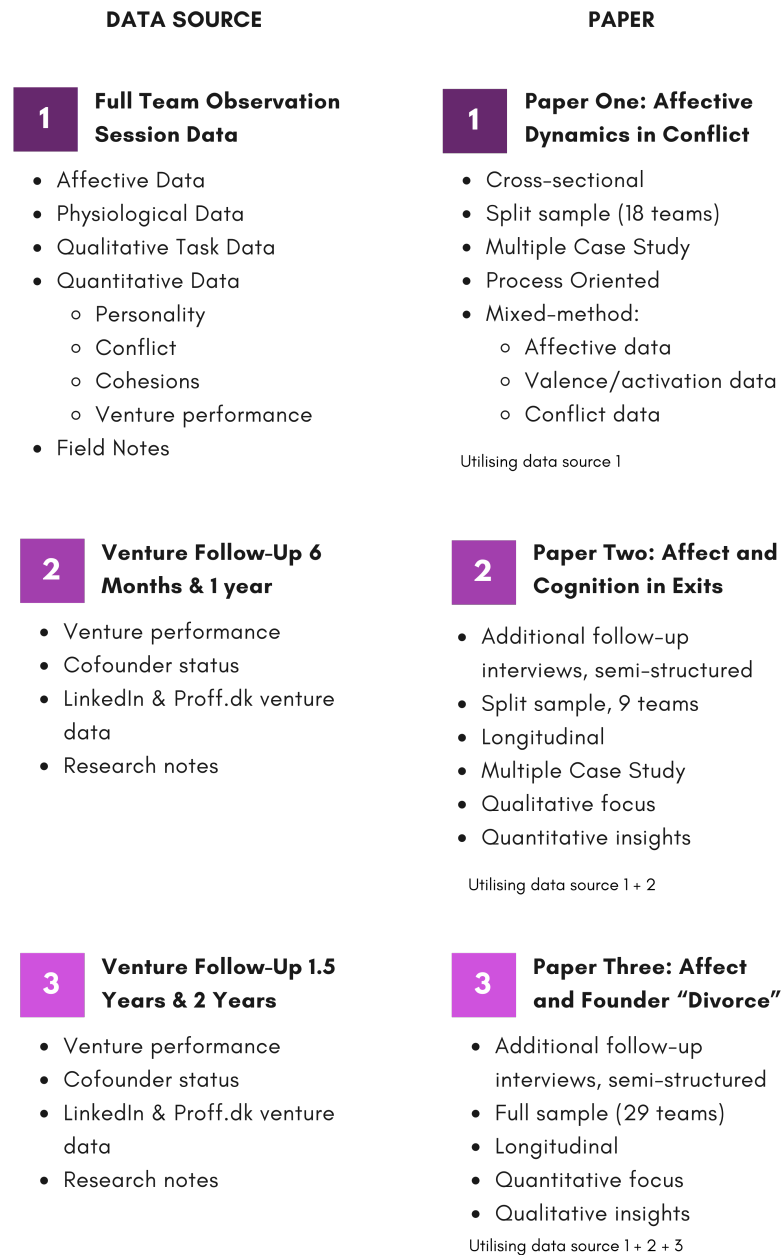 DATA SOURCE
PAPER
1
Full Team Observation
Session Data
• Affective Data
• Physiological Data
• Qualitative Task Data
• Quantitative Data
◦ Personality
◦ Conflict
◦ Cohesions
◦ Venture performance
• Field Notes
1
Paper One: Affective
Dynamics in Conflict
• Cross-sectional
• Split sample (18 teams)
• Multiple Case Study
• Process Oriented
• Mixed-method:
◦ Affective data
◦ Valence/activation data
◦ Conflict data
Utilising data source 1
2
Venture Follow-Up 6
Months & 1 year
• Venture performance
• Cofounder status
• LinkedIn & Proff.dk venture
data
• Research notes
2
Paper Two: Affect and
Cognition in Exits
• Additional follow-up
interviews, semi-structured
• Split sample, 9 teams
• Longitudinal
• Multiple Case Study
• Qualitative focus
• Quantitative insights
Utilising data source 1 + 2
3
Venture Follow-Up 1.5
Years & 2 Years
• Venture performance
• Cofounder status
• LinkedIn & Proff.dk venture
data
• Research notes
3
Paper Three: Affect
and Founder “Divorce”
• Additional follow-up
interviews, semi-structured
• Full sample (29 teams)
• Longitudinal
• Quantitative focus
• Qualitative insights
Utilising data source 1 + 2 + 3